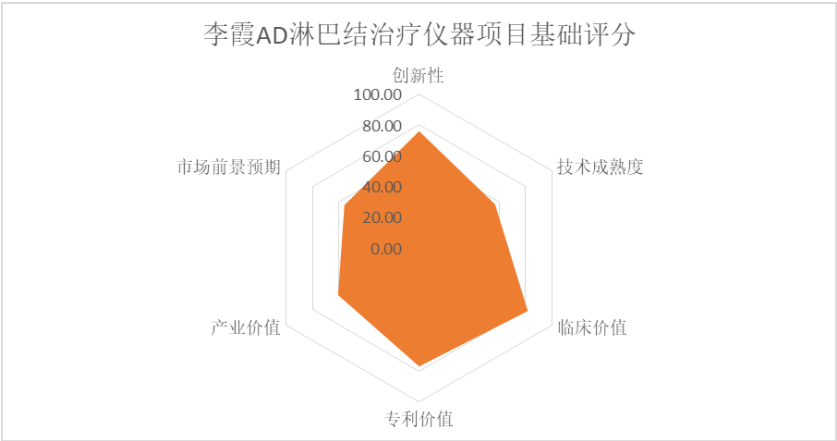 李霞AD淋巴结治疗仪器项目基础评分
创新性
100.00
80.00
60.00
40.00
20.00
0.00
市场前景预期
技术成熟度
产业价值
临床价值
专利价值